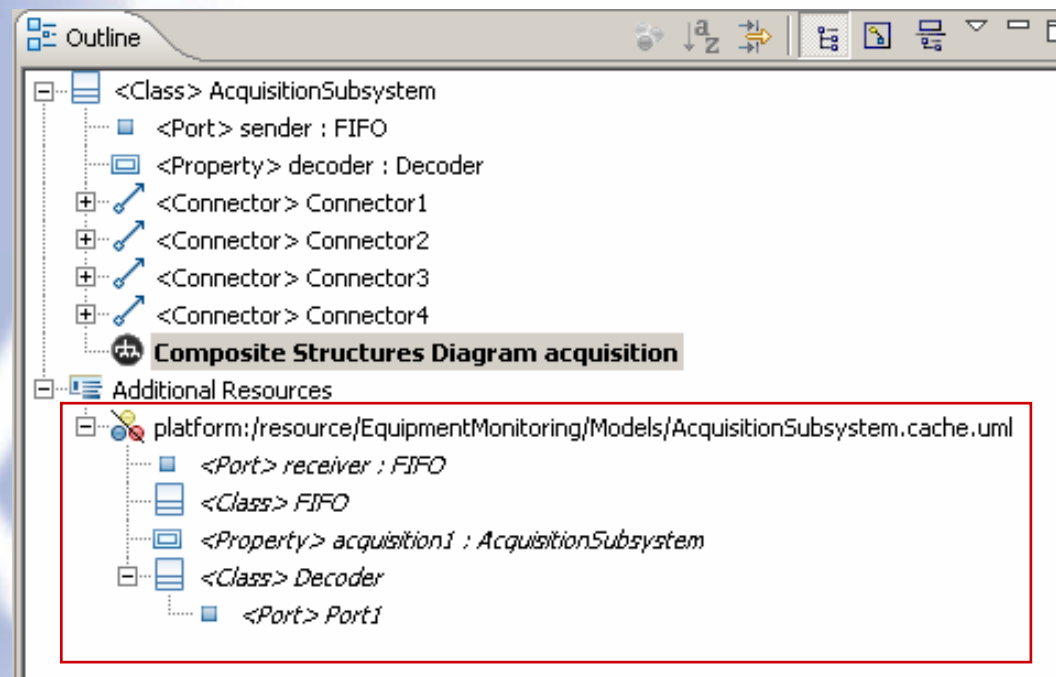 Outline
<Class> AcquisitionSubsystem
<Port> sender : FIFO
<Property> decoder : Decoder
<Connector> Connector1
<Connector> Connector2
<Connector> Connector3
<Connector> Connector4
Composite Structures Diagram acquisition
Additional Resources
platform:/resource/EquipmentMonitoring/Models/AcquisitionSubsystem.cache.uml
<Port> receiver : FIFO
<Class> FIFO
<Property> acquisition1 : AcquisitionSubsystem
<Class> Decoder
<Port> Port1